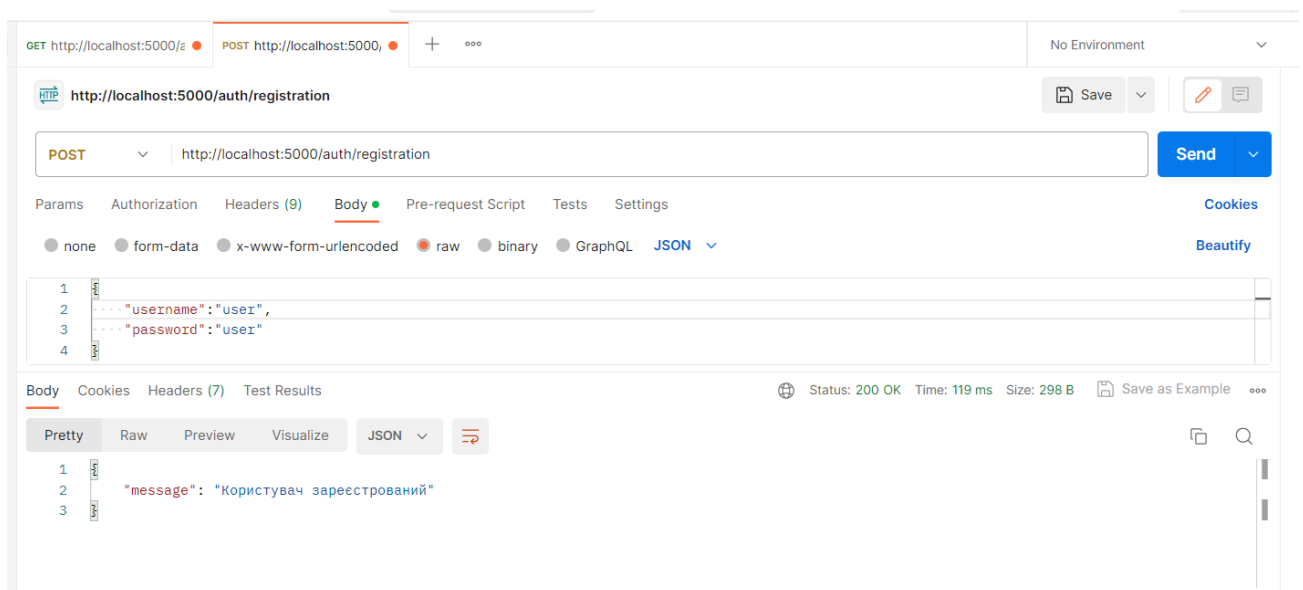 GET http://localhost:5000/a POST http://localhost:5000/ No Environment
HTTP http://localhost:5000/auth/registration Save
POST http://localhost:5000/auth/registration Send
Params Authorization Headers (9) Body Pre-request Script Tests Settings Cookies
none form-data x-www-form-urlencoded raw binary GraphQL JSON Beautify
1 {
2 "username":"user",
3 "password":"user"
4 }
Body Cookies Headers (7) Test Results Status: 200 OK Time: 119 ms Size: 298 B Save as Example
Pretty Raw Preview Visualize JSON
1 {
2 "message": "Користувач зареєстрований"
3 }